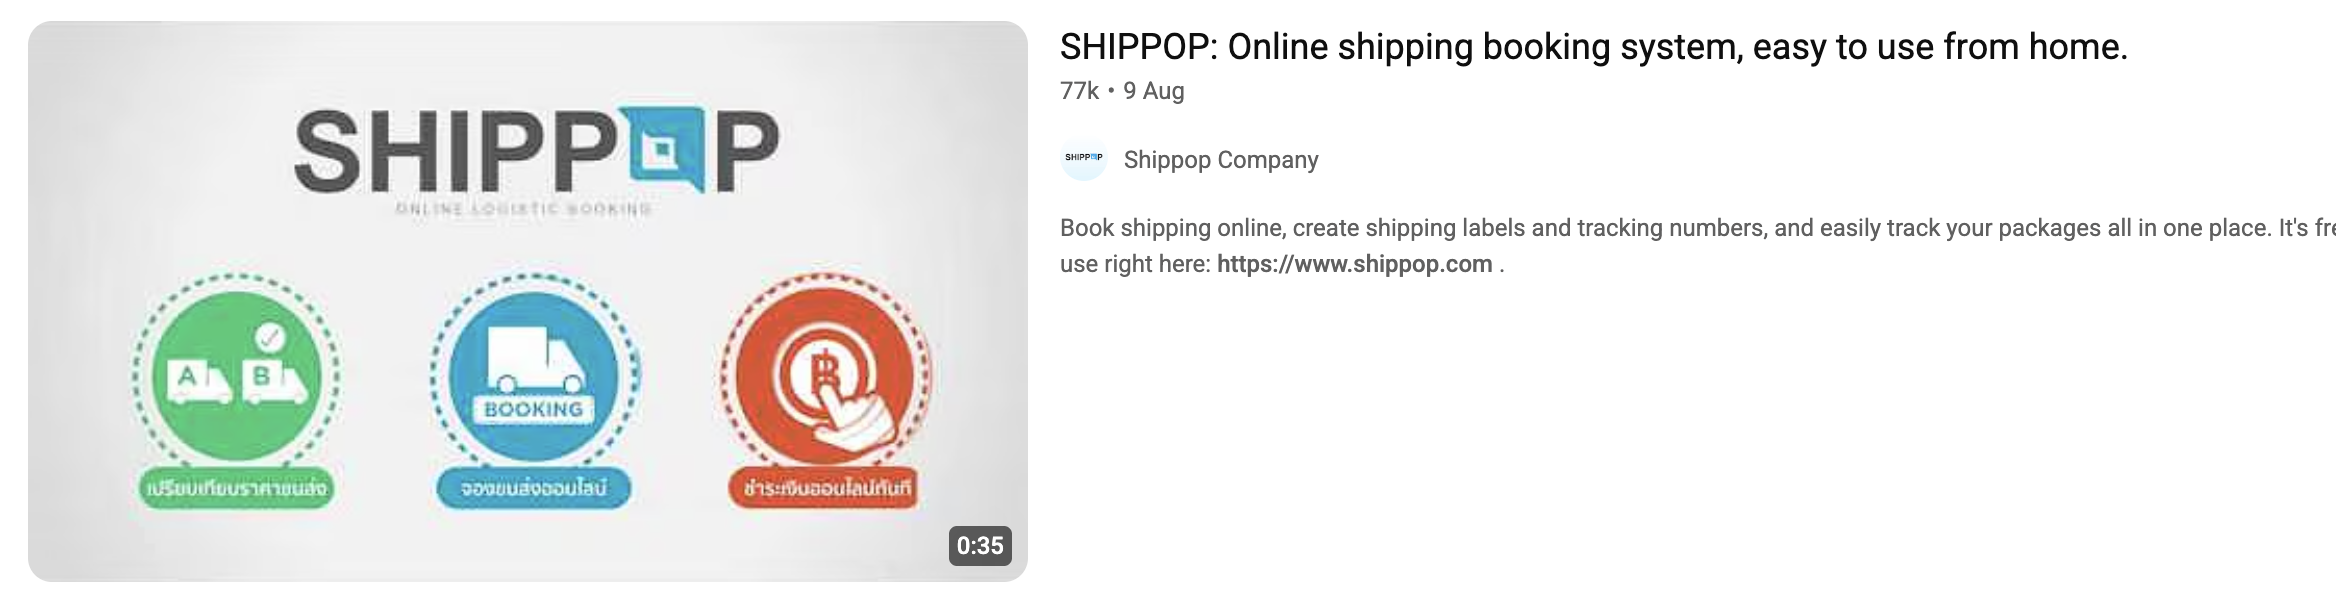 SHIPPOP
ONLINE LOGISTIC BOOKING
A B
BOOKING
฿
เปรียบเทียบราคาขนส่ง
จองขนส่งออนไลน์
ชำระเงินออนไลน์ทันที
0:35
SHIPPOP: Online shipping booking system, easy to use from home.
77k • 9 Aug
SHIPPOP
Shippop Company
Book shipping online, create shipping labels and tracking numbers, and easily track your packages all in one place. It's fre
use right here: https://www.shippop.com .